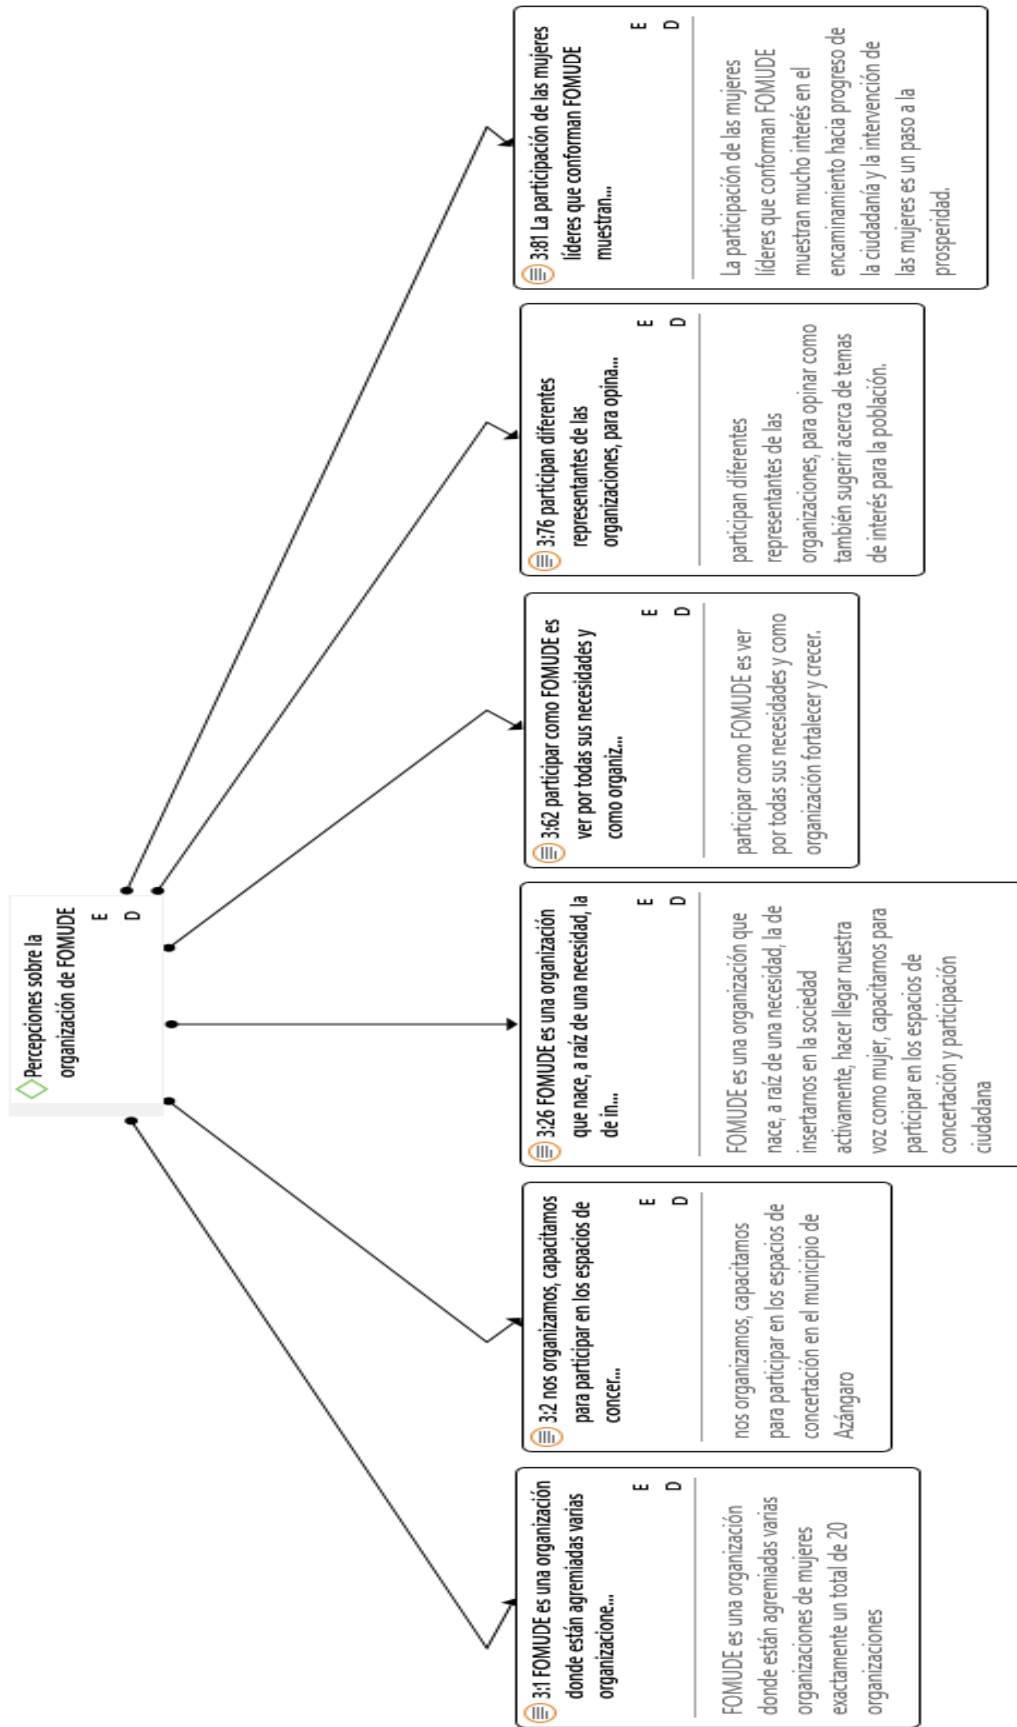 Percepciones sobre la
organización de FOMUDE
E
D
3:1 FOMUDE es una organización
donde están agremiadas varias
organizacione...
E
D
FOMUDE es una organización
donde están agremiadas varias
organizaciones de mujeres
exactamente un total de 20
organizaciones
3:2 nos organizamos, capacitamos
para participar en los espacios de
concer...
E
D
nos organizamos, capacitamos
para participar en los espacios de
concertación en el municipio de
Azángaro
3:26 FOMUDE es una organización
que nace, a raíz de una necesidad, la
de in...
E
D
FOMUDE es una organización que
nace, a raíz de una necesidad, la de
insertarnos en la sociedad
activamente, hacer llegar nuestra
voz como mujer, capacitarnos para
participar en los espacios de
concertación y participación
ciudadana
3:62 participar como FOMUDE es
ver por todas sus necesidades y
como organiz...
E
D
participar como FOMUDE es ver
por todas sus necesidades y como
organización fortalecer y crecer.
3:76 participan diferentes
representantes de las
organizaciones, para opina...
E
D
participan diferentes
representantes de las
organizaciones, para opinar como
también sugerir acerca de temas
de interés para la población.
3:81 La participación de las mujeres
líderes que conforman FOMUDE
muestran...
E
D
La participación de las mujeres
líderes que conforman FOMUDE
muestran mucho interés en el
encaminamiento hacia progreso de
la ciudadanía y la intervención de
las mujeres es un paso a la
prosperidad.